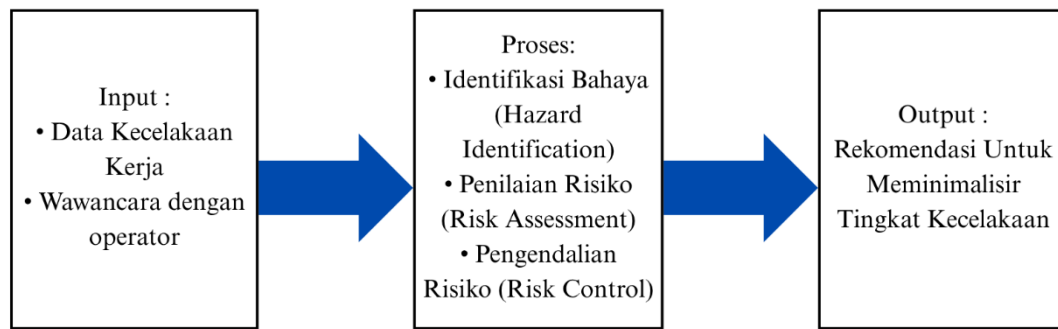 Input :
• Data Kecelakaan
Kerja
• Wawancara dengan
operator
Proses:
• Identifikasi Bahaya
(Hazard
Identification)
• Penilaian Risiko
(Risk Assessment)
• Pengendalian
Risiko (Risk Control)
Output :
Rekomendasi Untuk
Meminimalisir
Tingkat Kecelakaan